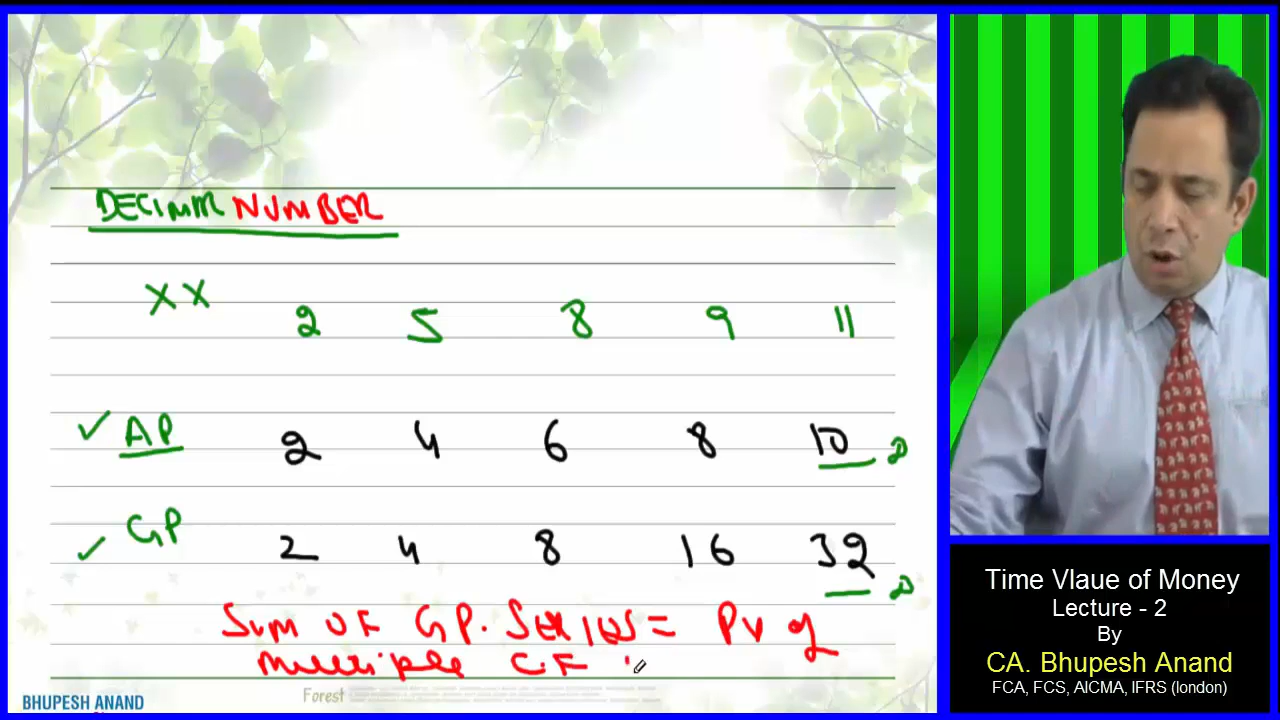 DECIMAL NUMBER
XX 2 5 8 9 11
AP 2 4 6 8 10
GP 2 4 8 16 32
Sum OF GP. SERIES = PV of
multiple CF
BHUPESH ANAND
Forest
Time Vlaue of Money
Lecture - 2
By
CA. Bhupesh Anand
FCA, FCS, AICMA, IFRS (london)